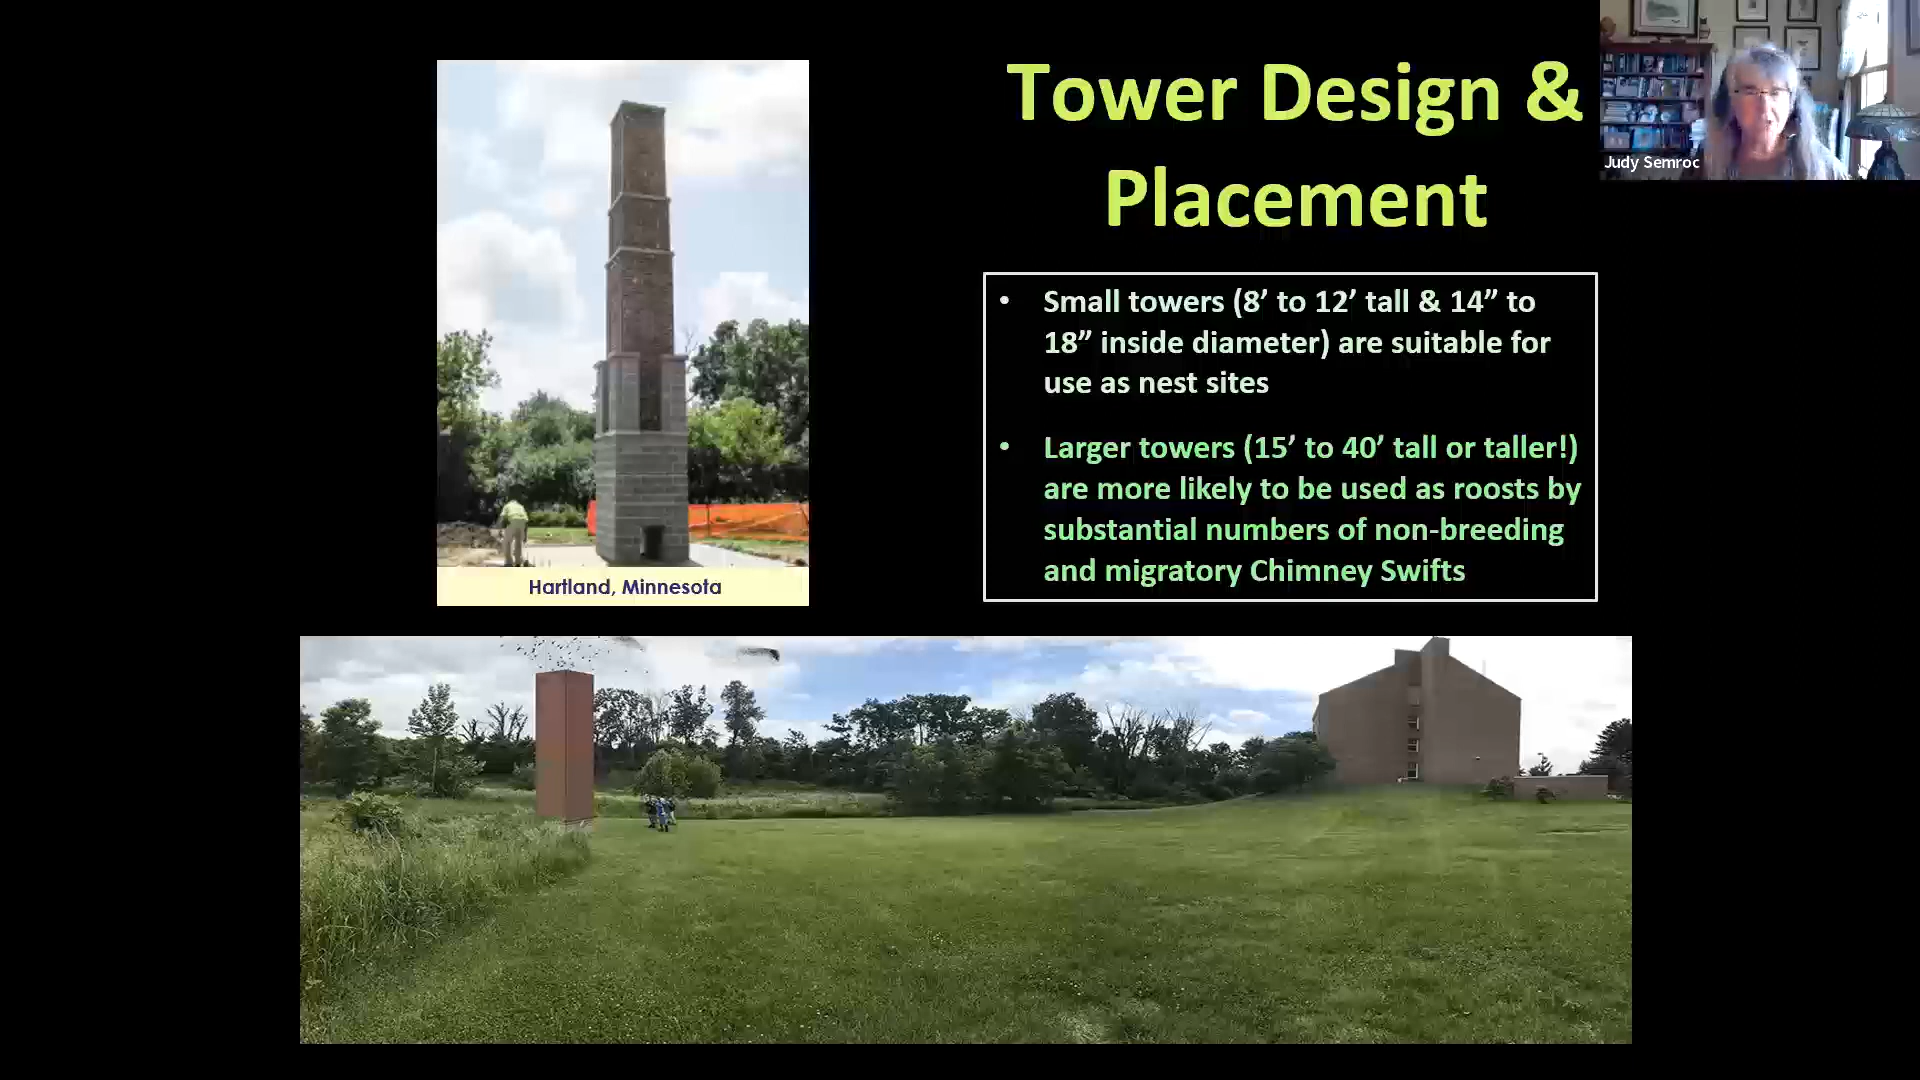 Tower Design &
Placement
Judy Semroc
• Small towers (8’ to 12’ tall & 14” to
18” inside diameter) are suitable for
use as nest sites
• Larger towers (15’ to 40’ tall or taller!)
are more likely to be used as roosts by
substantial numbers of non-breeding
and migratory Chimney Swifts
Hartland, Minnesota